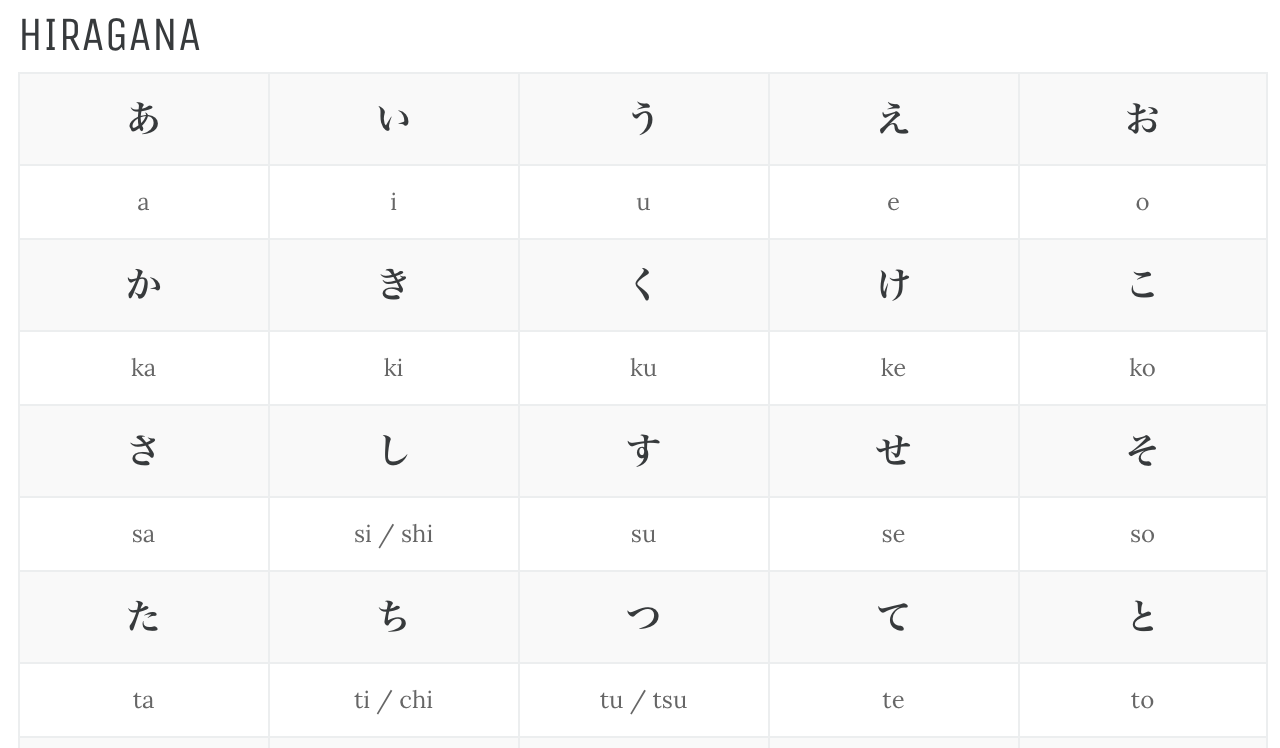 HIRAGANA
あ い う え お
a i u e o
か き く け こ
ka ki ku ke ko
さ し す せ そ
sa si / shi su se so
た ち つ て と
ta ti / chi tu / tsu te to